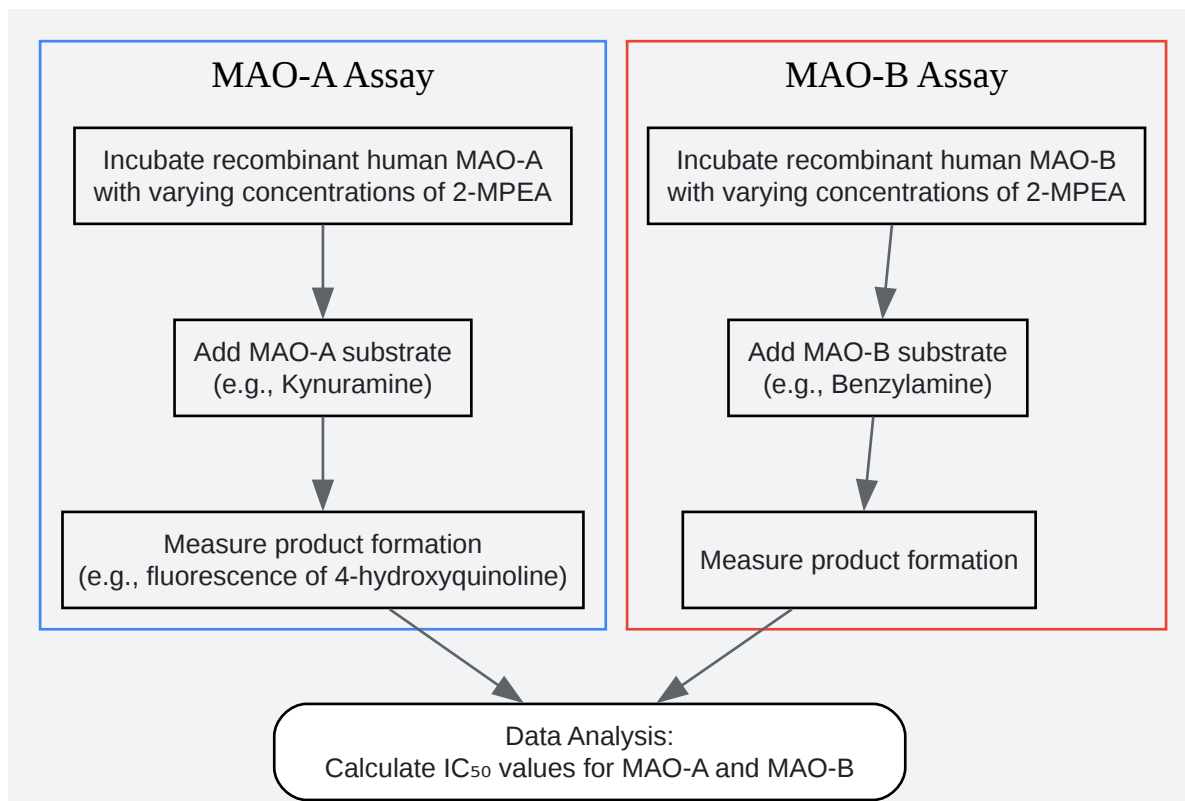 MAO-A Assay
Incubate recombinant human MAO-A
with varying concentrations of 2-MPEA
Add MAO-A substrate
(e.g., Kynuramine)
Measure product formation
(e.g., fluorescence of 4-hydroxyquinoline)
MAO-B Assay
Incubate recombinant human MAO-B
with varying concentrations of 2-MPEA
Add MAO-B substrate
(e.g., Benzylamine)
Measure product formation
Data Analysis:
Calculate IC₅₀ values for MAO-A and MAO-B